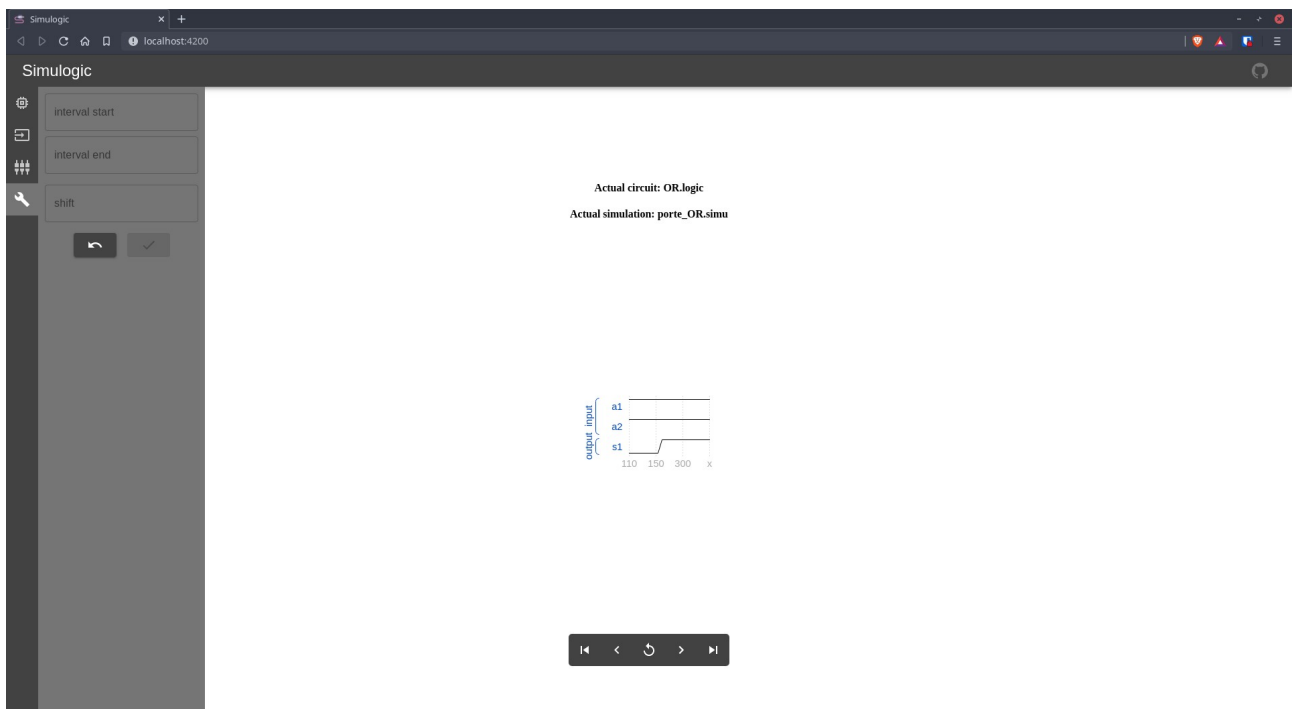 Simulogic
localhost:4200
Simulogic
interval start
interval end
shift
Actual circuit: OR.logic
Actual simulation: porte_OR.simu
input
a1
a2
output
s1
110 150 300 x